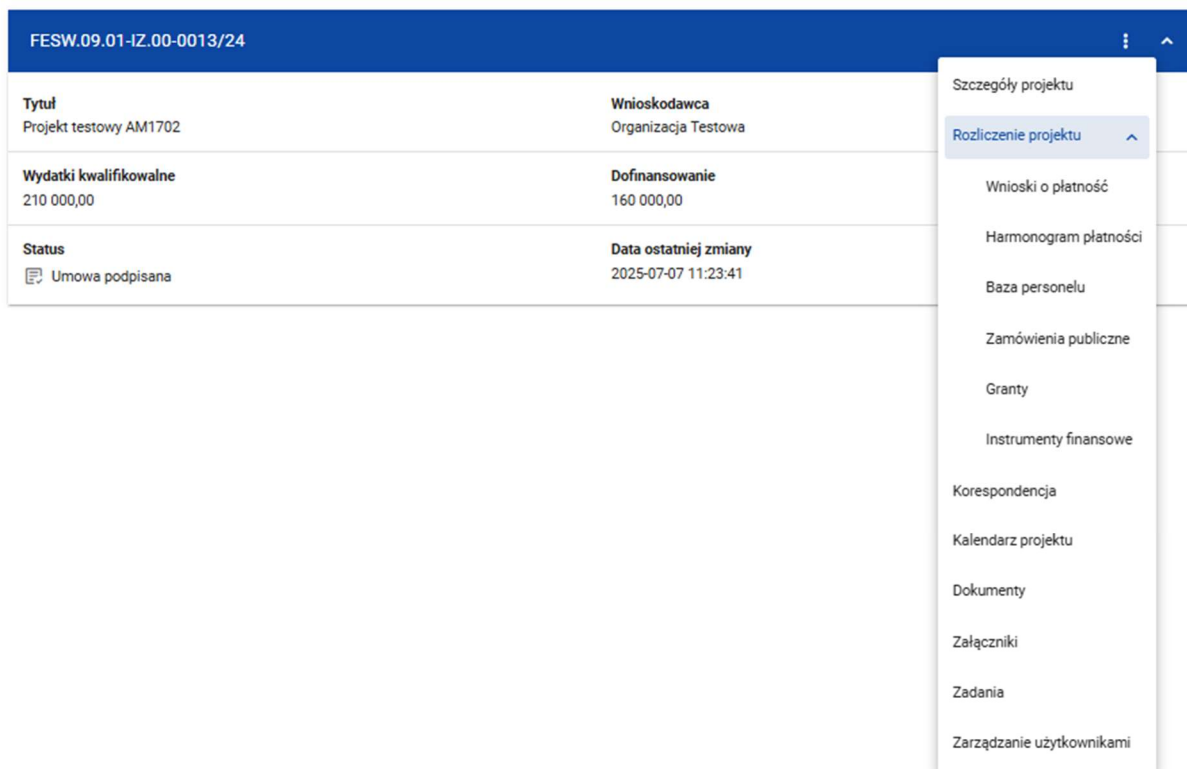 FESW.09.01-IZ.00-0013/24
Tytuł
Projekt testowy AM1702
Wnioskodawca
Organizacja Testowa
Wydatki kwalifikowalne
210 000,00
Dofinansowanie
160 000,00
Status
Umowa podpisana
Data ostatniej zmiany
2025-07-07 11:23:41
Szczegóły projektu
Rozliczenie projektu
Wnioski o płatność
Harmonogram płatności
Baza personelu
Zamówienia publiczne
Granty
Instrumenty finansowe
Korespondencja
Kalendarz projektu
Dokumenty
Załączniki
Zadania
Zarządzanie użytkownikami